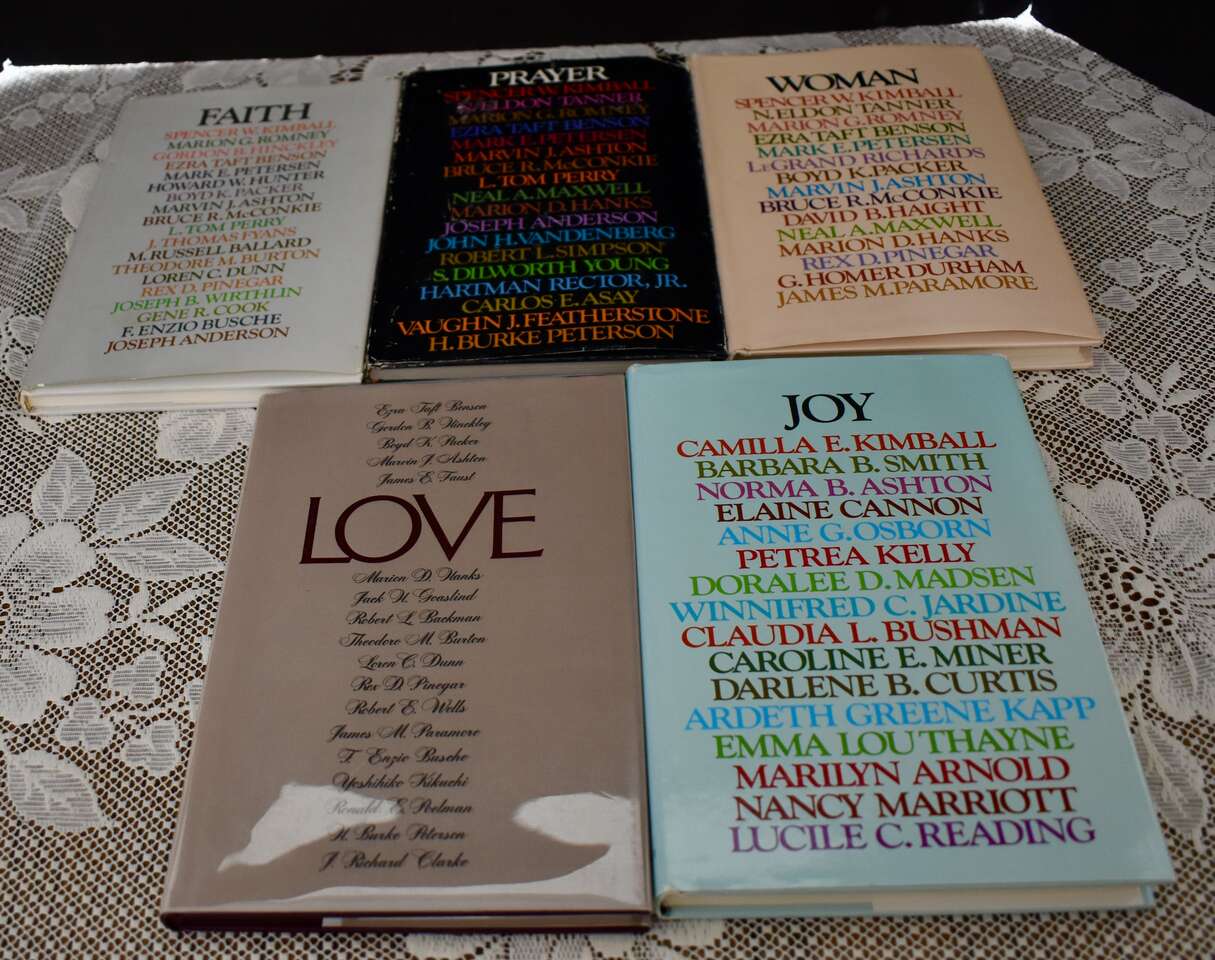 FAITH
SPENCER W. KIMBALL
MARION G. ROMNEY
GORDON B. HINCKLEY
EZRA TAFT BENSON
MARK E. PETERSEN
HOWARD W. HUNTER
BOYD K. PACKER
MARVIN J. ASHTON
BRUCE R. McCONKIE
L. TOM PERRY
J. THOMAS FYANS
M. RUSSELL BALLARD
THEODORE M. BURTON
LOREN C. DUNN
REX D. PINEGAR
JOSEPH B. WIRTHLIN
GENE R. COOK
F. ENZIO BUSCHE
JOSEPH ANDERSON
PRAYER
SPENCER W. KIMBALL
N. ELDON TANNER
MARION G. ROMNEY
EZRA TAFT BENSON
MARK E. PETERSEN
MARVIN J. ASHTON
BRUCE R. McCONKIE
L. TOM PERRY
NEAL A. MAXWELL
MARION D. HANKS
JOSEPH ANDERSON
JOHN H. VANDENBERG
ROBERT L. SIMPSON
S. DILWORTH YOUNG
HARTMAN RECTOR, JR.
CARLOS E. ASAY
VAUGHN J. FEATHERSTONE
H. BURKE PETERSON
WOMAN
SPENCER W. KIMBALL
N. ELDON TANNER
MARION G. ROMNEY
EZRA TAFT BENSON
MARK E. PETERSEN
LeGRAND RICHARDS
BOYD K. PACKER
MARVIN J. ASHTON
BRUCE R. McCONKIE
DAVID B. HAIGHT
NEAL A. MAXWELL
MARION D. HANKS
REX D. PINEGAR
G. HOMER DURHAM
JAMES M. PARAMORE
Ezra Taft Benson
Gordon B. Hinckley
Boyd K. Packer
Marvin J. Ashton
James E. Faust
LOVE
Marion D. Hanks
Jack H. Goaslind
Robert L. Backman
Theodore M. Burton
Loren C. Dunn
Rex D. Pinegar
Robert E. Wells
James M. Paramore
F. Enzio Busche
Yoshihiko Kikuchi
Ronald E. Poelman
H. Burke Peterson
J. Richard Clarke
JOY
CAMILLA E. KIMBALL
BARBARA B. SMITH
NORMA B. ASHTON
ELAINE CANNON
ANNE G. OSBORN
PETREA KELLY
DORALEE D. MADSEN
WINNIFRED C. JARDINE
CLAUDIA L. BUSHMAN
CAROLINE E. MINER
DARLENE B. CURTIS
ARDETH GREENE KAPP
EMMA LOU THAYNE
MARILYN ARNOLD
NANCY MARRIOTT
LUCILE C. READING